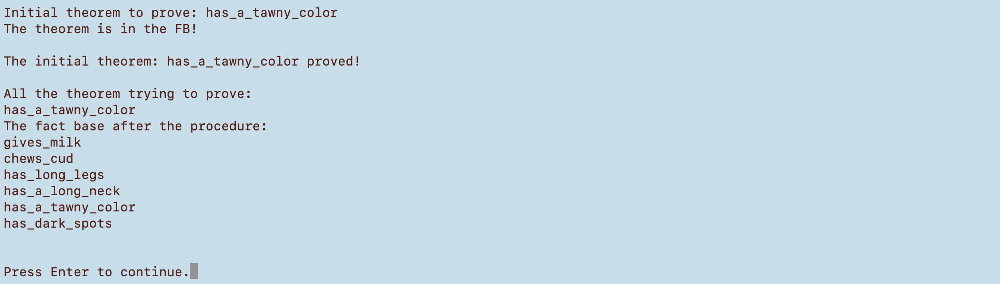 Initial theorem to prove: has_a_tawny_color
The theorem is in the FB!
The initial theorem: has_a_tawny_color proved!
All the theorem trying to prove:
has_a_tawny_color
The fact base after the procedure:
gives_milk
chews_cud
has_long_legs
has_a_long_neck
has_a_tawny_color
has_dark_spots
Press Enter to continue.